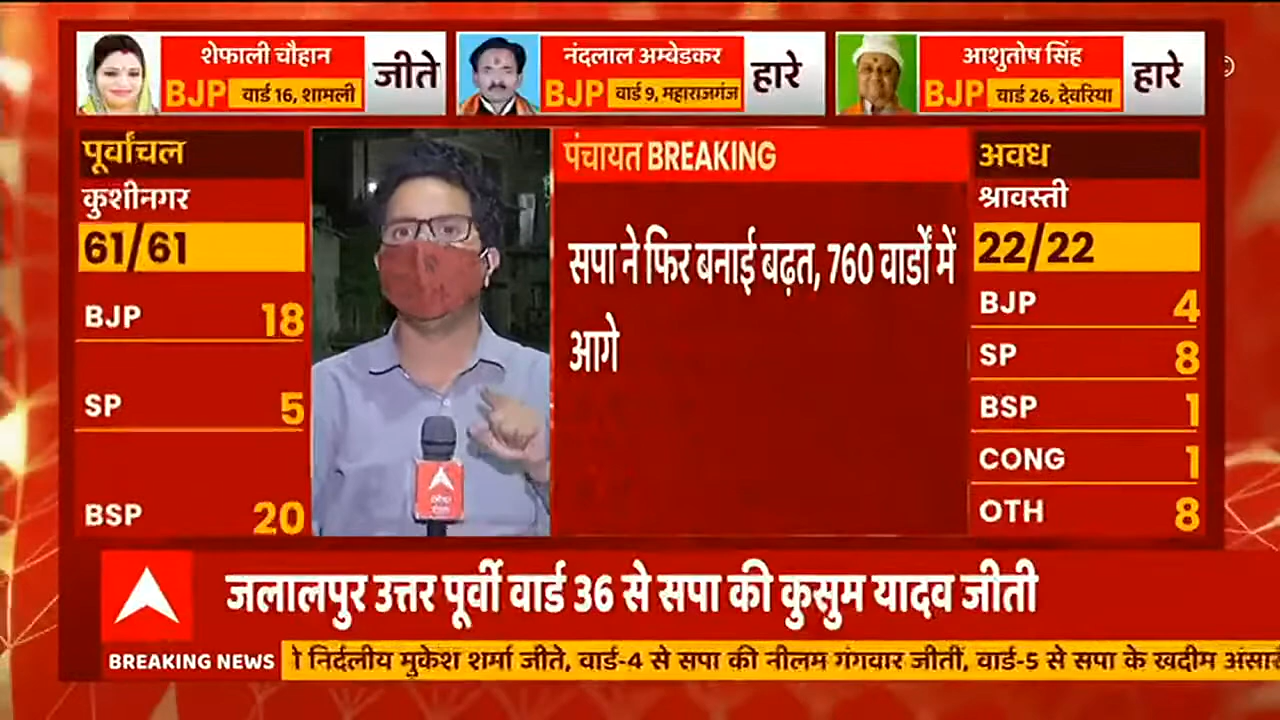 शेफाली चौहान
BJP वार्ड 16, शामली
जीते
नंदलाल अम्बेडकर
BJP वार्ड 9, महाराजगंज
हारे
आशुतोष सिंह
BJP वार्ड 26, देवरिया
हारे
पूर्वांचल
कुशीनगर
61/61
BJP 18
SP 5
BSP 20
पंचायत BREAKING
सपा ने फिर बनाई बढ़त, 760 वार्डों में
आगे
अवध
श्रावस्ती
22/22
BJP 4
SP 8
BSP 1
CONG 1
OTH 8
जलालपुर उत्तर पूर्वी वार्ड 36 से सपा की कुसुम यादव जीती
BREAKING NEWS
निर्दलीय मुकेश शर्मा जीते, वार्ड-4 से सपा की नीलम गंगवार जीतीं, वार्ड-5 से सपा के खदीम